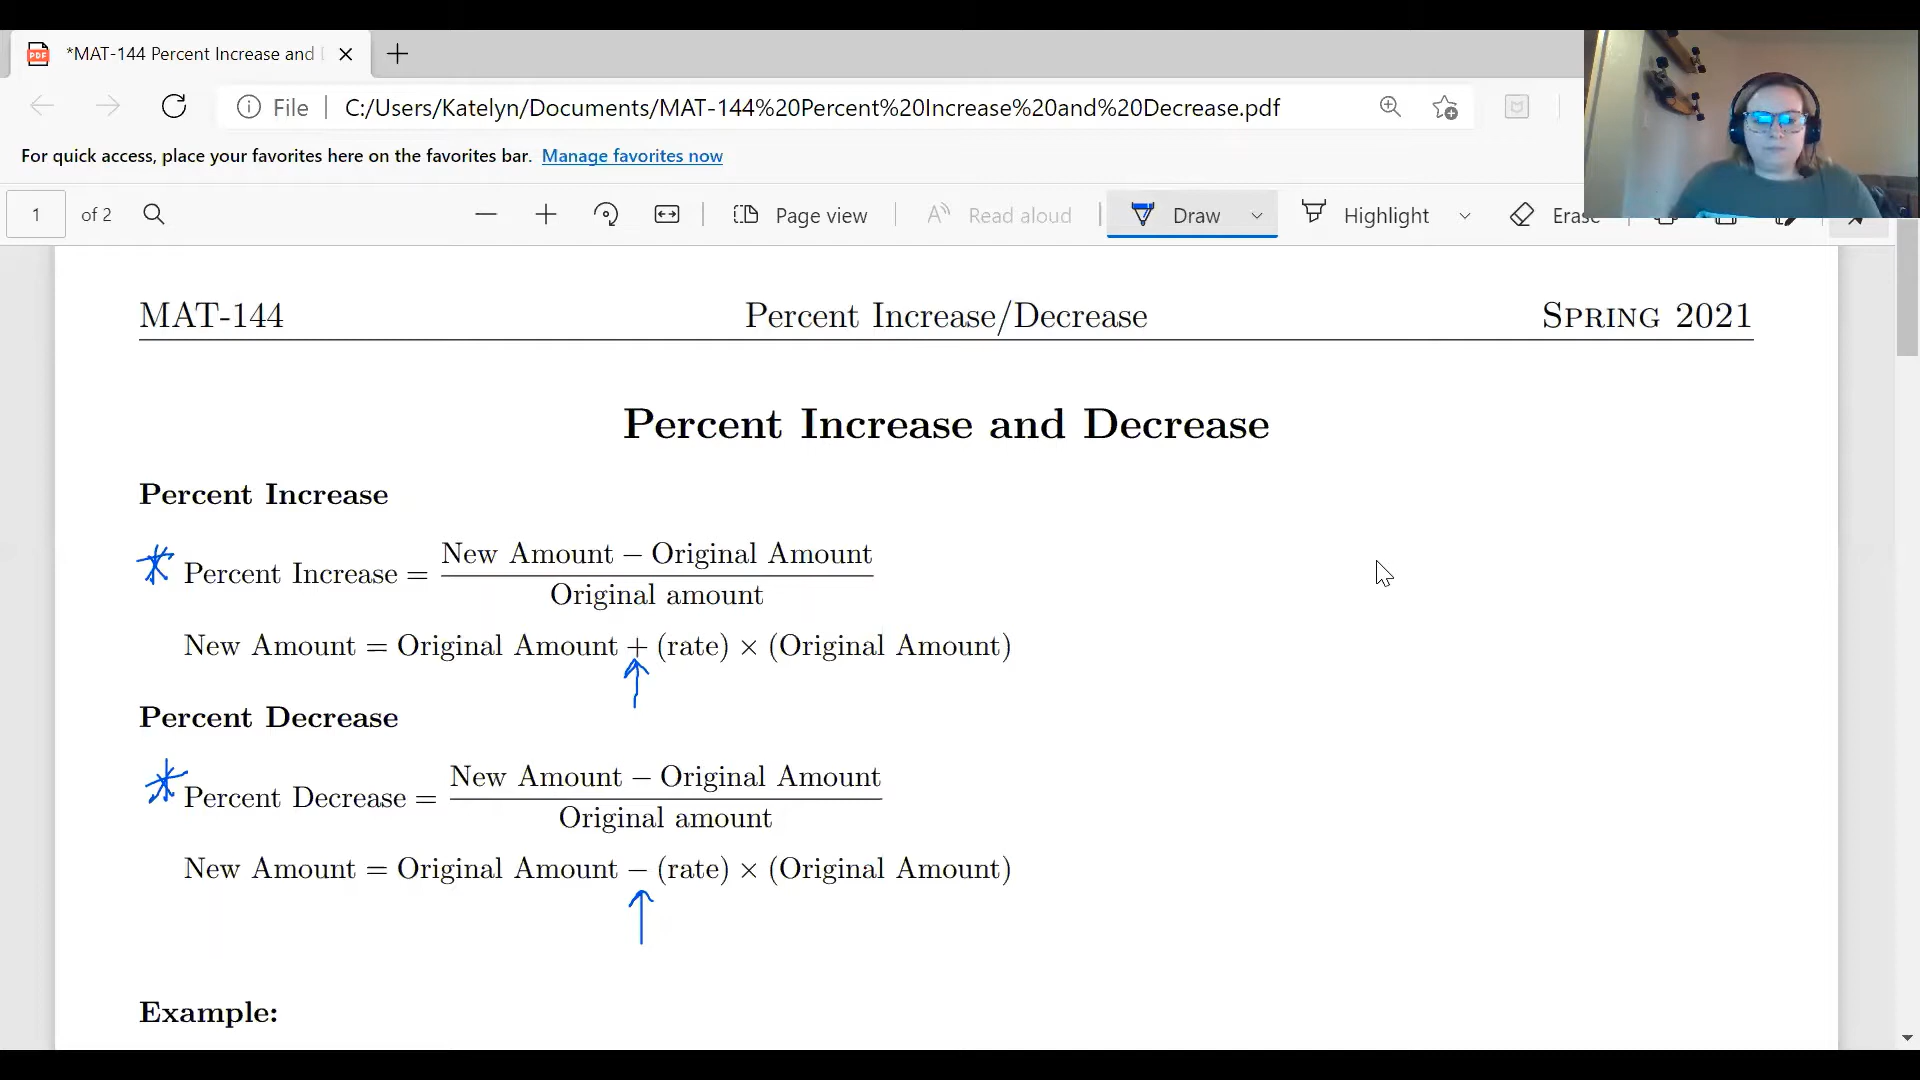 *MAT-144 Percent Increase and
File | C:/Users/Katelyn/Documents/MAT-144%20Percent%20Increase%20and%20Decrease.pdf
For quick access, place your favorites here on the favorites bar. Manage favorites now
1 of 2 Page view Read aloud Draw Highlight Erase
MAT-144 Percent Increase/Decrease SPRING 2021
Percent Increase and Decrease
Percent Increase
* Percent Increase = New Amount − Original Amount
Original amount
New Amount = Original Amount + (rate) × (Original Amount)
Percent Decrease
* Percent Decrease = New Amount − Original Amount
Original amount
New Amount = Original Amount − (rate) × (Original Amount)
Example: